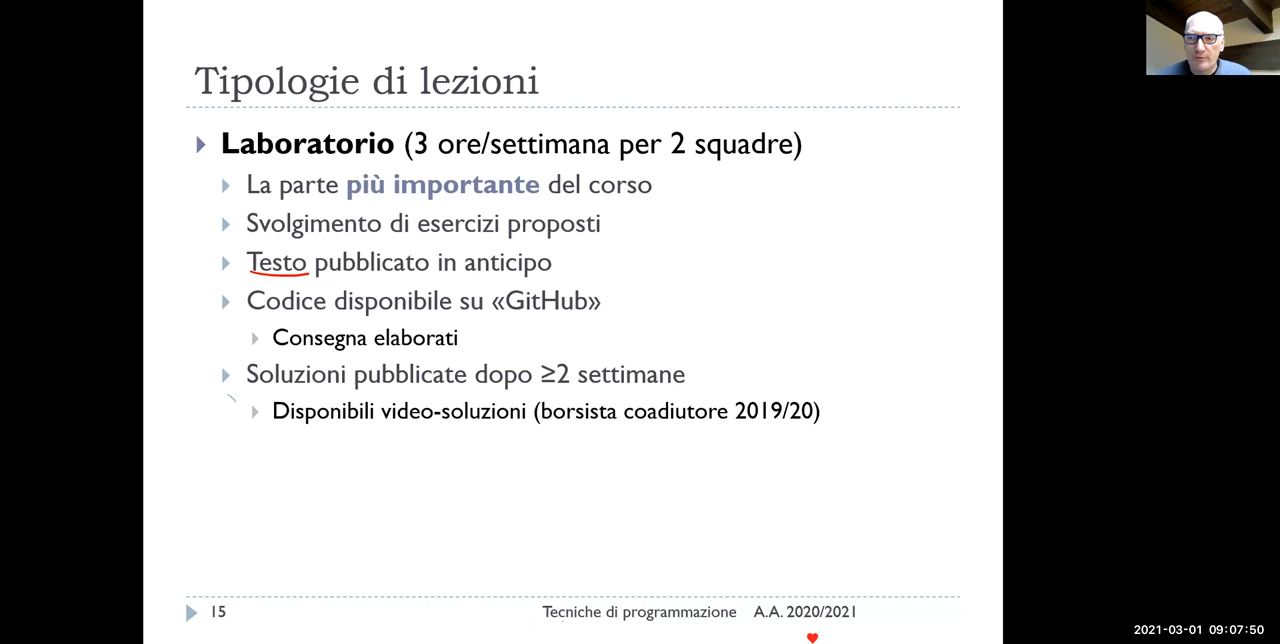 Tipologie di lezioni
Laboratorio (3 ore/settimana per 2 squadre)
La parte più importante del corso
Svolgimento di esercizi proposti
Testo pubblicato in anticipo
Codice disponibile su «GitHub»
Consegna elaborati
Soluzioni pubblicate dopo ≥2 settimane
Disponibili video-soluzioni (borsista coadiutore 2019/20)
15 Tecniche di programmazione A.A. 2020/2021
2021-03-01 09:07:50